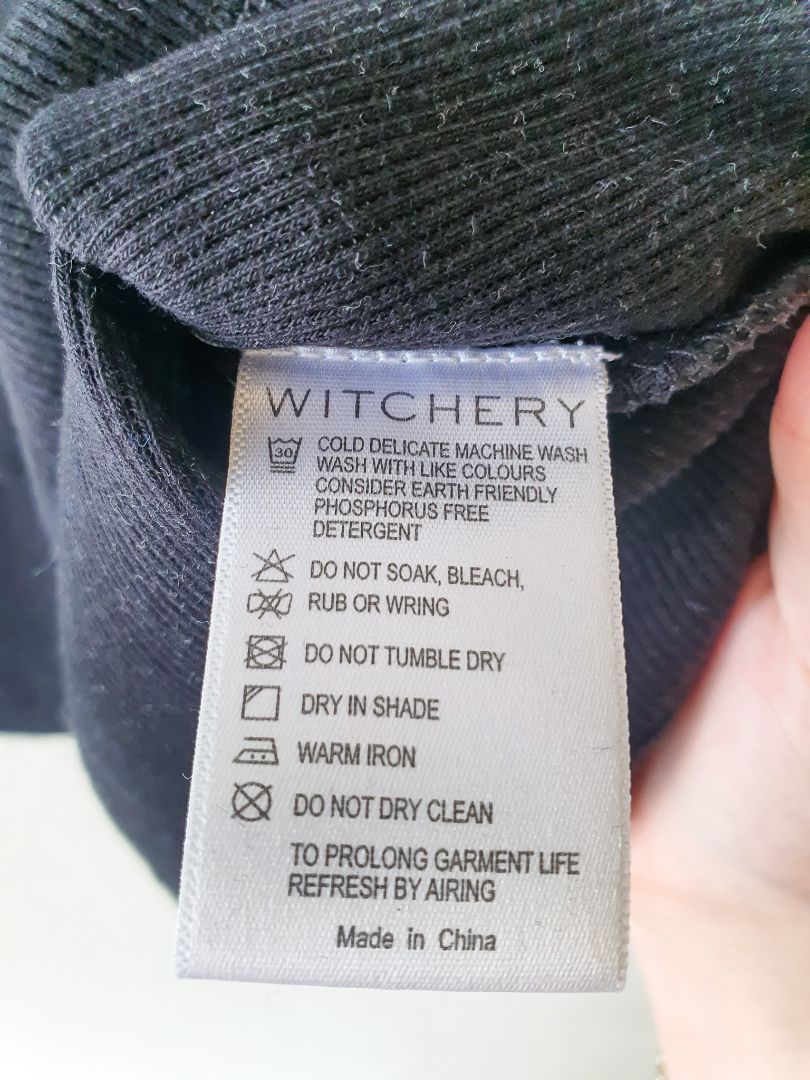 WITCHERY
30 COLD DELICATE MACHINE WASH
WASH WITH LIKE COLOURS
CONSIDER EARTH FRIENDLY
PHOSPHORUS FREE
DETERGENT
DO NOT SOAK, BLEACH,
RUB OR WRING
DO NOT TUMBLE DRY
DRY IN SHADE
WARM IRON
DO NOT DRY CLEAN
TO PROLONG GARMENT LIFE
REFRESH BY AIRING
Made in China